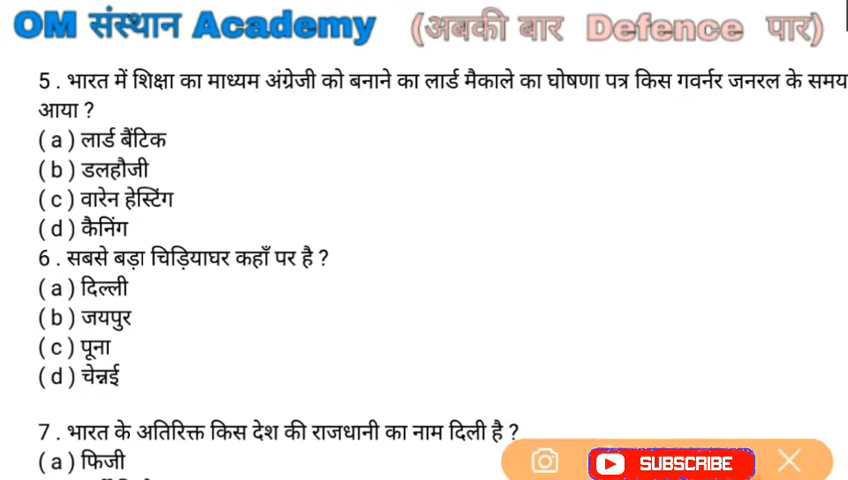 OM संस्थान Academy (अबकी बार Defence पार)
5 . भारत में शिक्षा का माध्यम अंग्रेजी को बनाने का लार्ड मैकाले का घोषणा पत्र किस गवर्नर जनरल के समय
आया ?
( a ) लार्ड बैंटिक
( b ) डलहौजी
( c ) वारेन हेस्टिंग
( d ) कैनिंग
6 . सबसे बड़ा चिड़ियाघर कहाँ पर है ?
( a ) दिल्ली
( b ) जयपुर
( c ) पूना
( d ) चेन्नई
7 . भारत के अतिरिक्त किस देश की राजधानी का नाम दिली है ?
( a ) फिजी
SUBSCRIBE